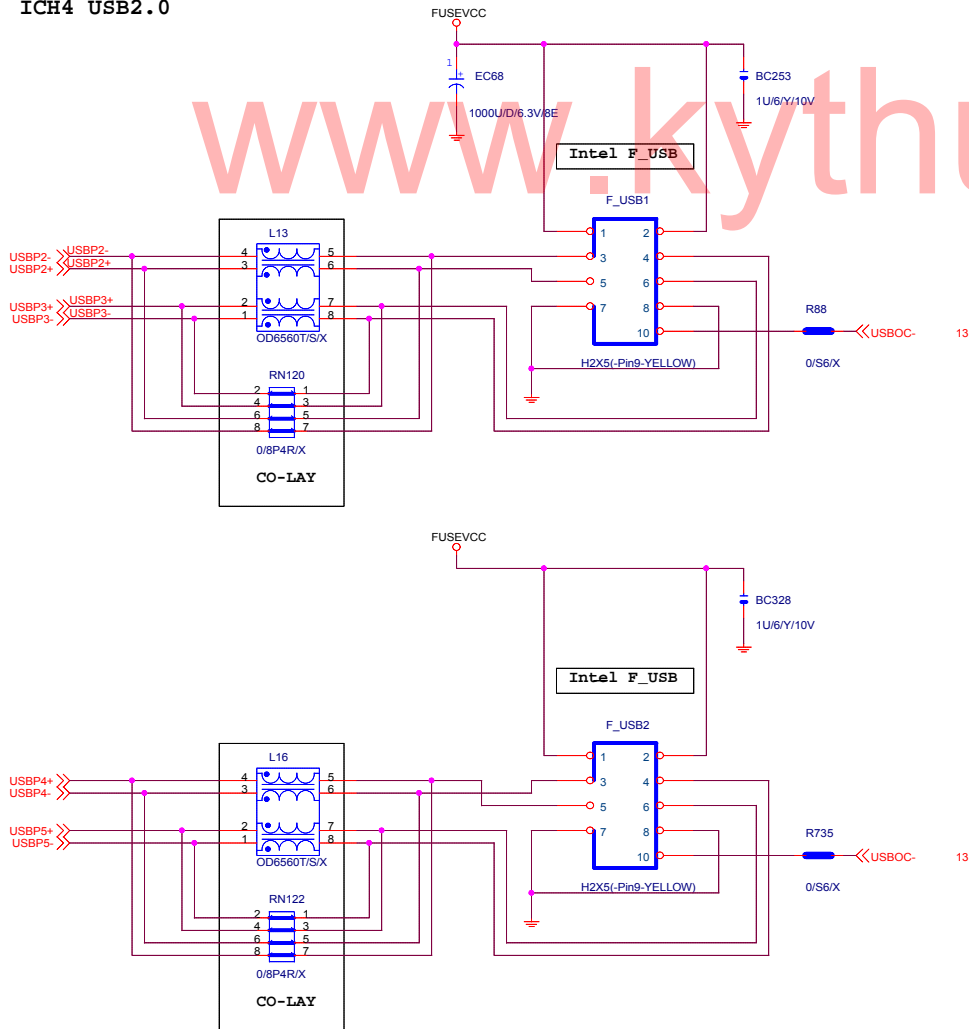 ICH4 USB2.0
FUSEVCC
1
EC68
1000U/D/6.3V/8E
BC253
1U/6/Y/10V
www.kythu
Intel F_USB
F_USB1
1 2
3 4
5 6
7 8
10
H2X5(-Pin9-YELLOW)
R88
0/S6/X
USBOC- 13
USBP2- USBP2-
USBP2+ USBP2+
USBP3+ USBP3+
USBP3- USBP3-
L13
4 5
3 6
2 7
1 8
OD6560T/S/X
RN120
2 1
4 3
6 5
8 7
0/8P4R/X
CO-LAY
FUSEVCC
BC328
1U/6/Y/10V
Intel F_USB
F_USB2
1 2
3 4
5 6
7 8
10
H2X5(-Pin9-YELLOW)
R735
0/S6/X
USBOC- 13
USBP4+
USBP4-
USBP5+
USBP5-
L16
4 5
3 6
2 7
1 8
OD6560T/S/X
RN122
2 1
4 3
6 5
8 7
0/8P4R/X
CO-LAY